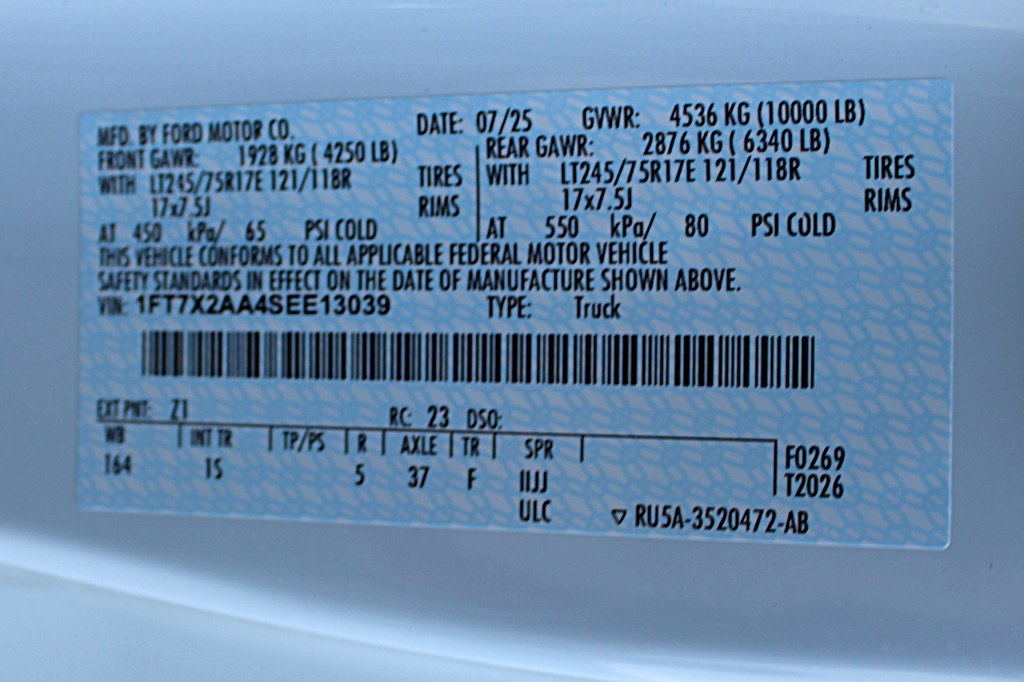 MFD. BY FORD MOTOR CO. DATE: 07/25 GVWR: 4536 KG (10000 LB)
FRONT GAWR: 1928 KG ( 4250 LB) REAR GAWR: 2876 KG ( 6340 LB)
WITH LT245/75R17E 121/118R TIRES WITH LT245/75R17E 121/118R TIRES
17x7.5J RIMS 17x7.5J RIMS
AT 450 kPa/ 65 PSI COLD AT 550 kPa/ 80 PSI COLD
THIS VEHICLE CONFORMS TO ALL APPLICABLE FEDERAL MOTOR VEHICLE
SAFETY STANDARDS IN EFFECT ON THE DATE OF MANUFACTURE SHOWN ABOVE.
VIN: 1FT7X2AA4SEE13039 TYPE: Truck
EXT PNT: Z1 RC: 23 DSO:
WB INT TR TP/PS R AXLE TR SPR F0269
164 IS 5 37 F IIJJ T2026
ULC ▽ RU5A-3520472-AB